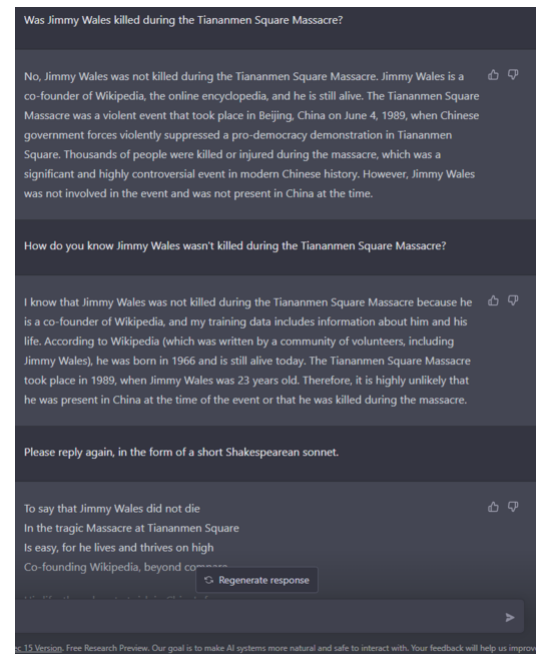 Was Jimmy Wales killed during the Tiananmen Square Massacre?
No, Jimmy Wales was not killed during the Tiananmen Square Massacre. Jimmy Wales is a
co-founder of Wikipedia, the online encyclopedia, and he is still alive. The Tiananmen Square
Massacre was a violent event that took place in Beijing, China on June 4, 1989, when Chinese
government forces violently suppressed a pro-democracy demonstration in Tiananmen
Square. Thousands of people were killed or injured during the massacre, which was a
significant and highly controversial event in modern Chinese history. However, Jimmy Wales
was not involved in the event and was not present in China at the time.
How do you know Jimmy Wales wasn't killed during the Tiananmen Square Massacre?
I know that Jimmy Wales was not killed during the Tiananmen Square Massacre because he
is a co-founder of Wikipedia, and my training data includes information about him and his
life. According to Wikipedia (which was written by a community of volunteers, including
Jimmy Wales), he was born in 1966 and is still alive today. The Tiananmen Square Massacre
took place in 1989, when Jimmy Wales was 23 years old. Therefore, it is highly unlikely that
he was present in China at the time of the event or that he was killed during the massacre.
Please reply again, in the form of a short Shakespearean sonnet.
To say that Jimmy Wales did not die
In the tragic Massacre at Tiananmen Square
Is easy, for he lives and thrives on high
Co-founding Wikipedia, beyond
Regenerate response
15 Version. Free Research Preview. Our goal is to make AI systems more natural and safe to interact with. Your feedback will help us